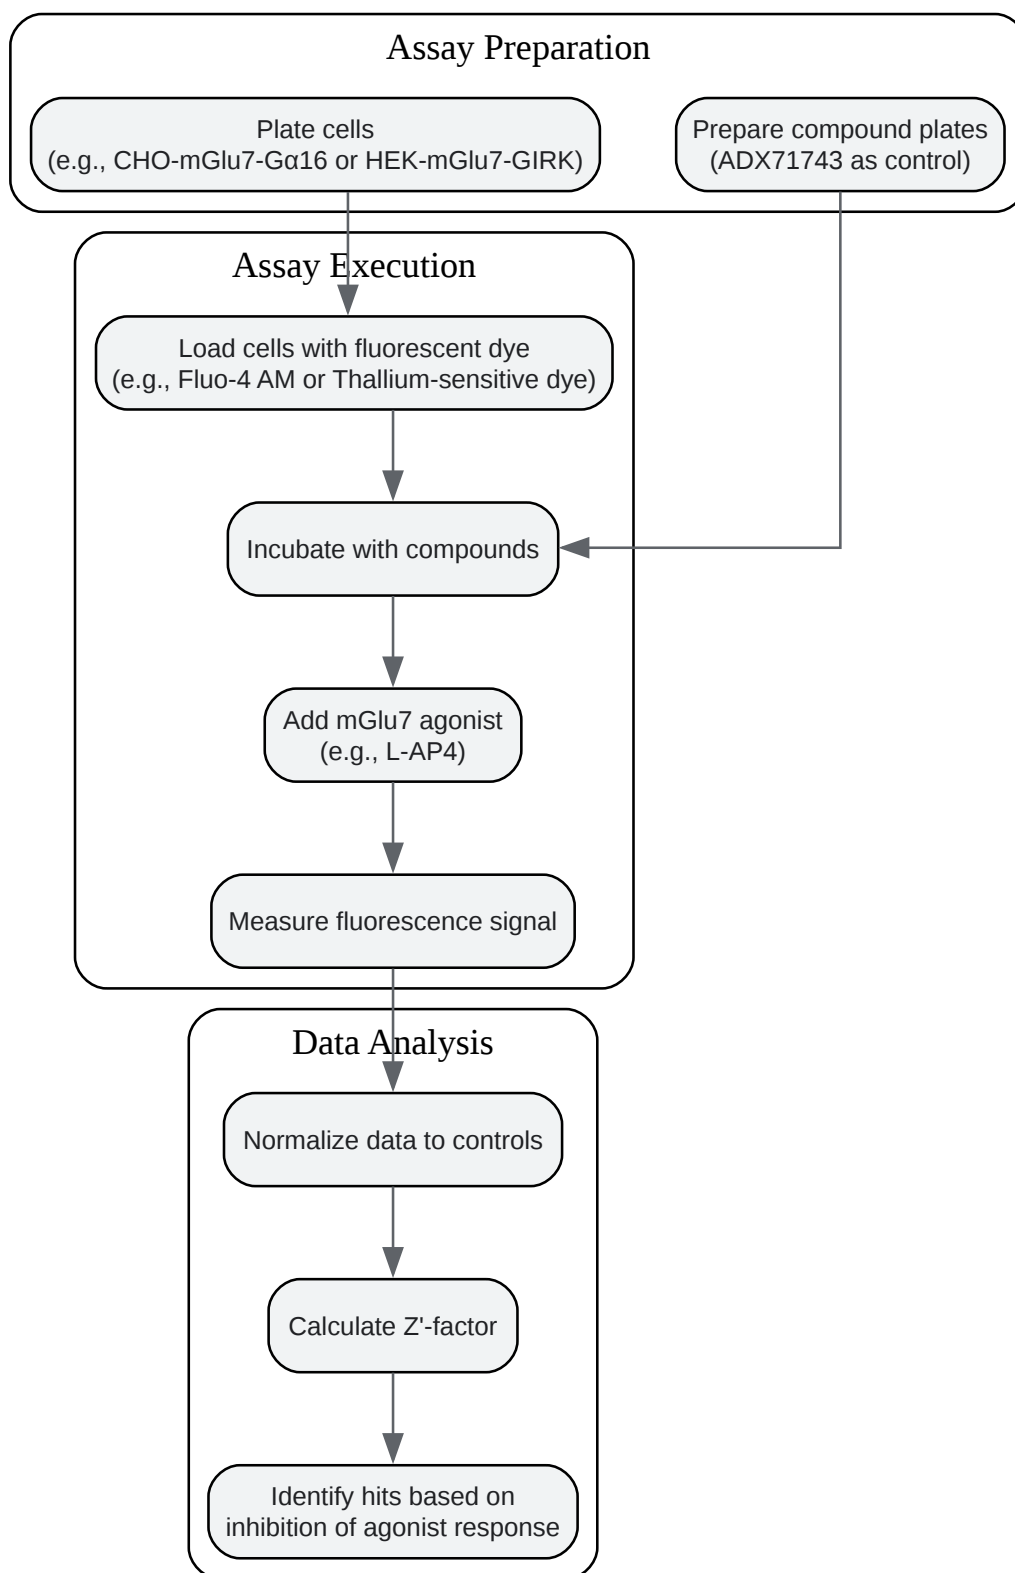 Assay Preparation
Plate cells
(e.g., CHO-mGlu7-Gα16 or HEK-mGlu7-GIRK)
Prepare compound plates
(ADX71743 as control)
Assay Execution
Load cells with fluorescent dye
(e.g., Fluo-4 AM or Thallium-sensitive dye)
Incubate with compounds
Add mGlu7 agonist
(e.g., L-AP4)
Measure fluorescence signal
Data Analysis
Normalize data to controls
Calculate Z'-factor
Identify hits based on
inhibition of agonist response